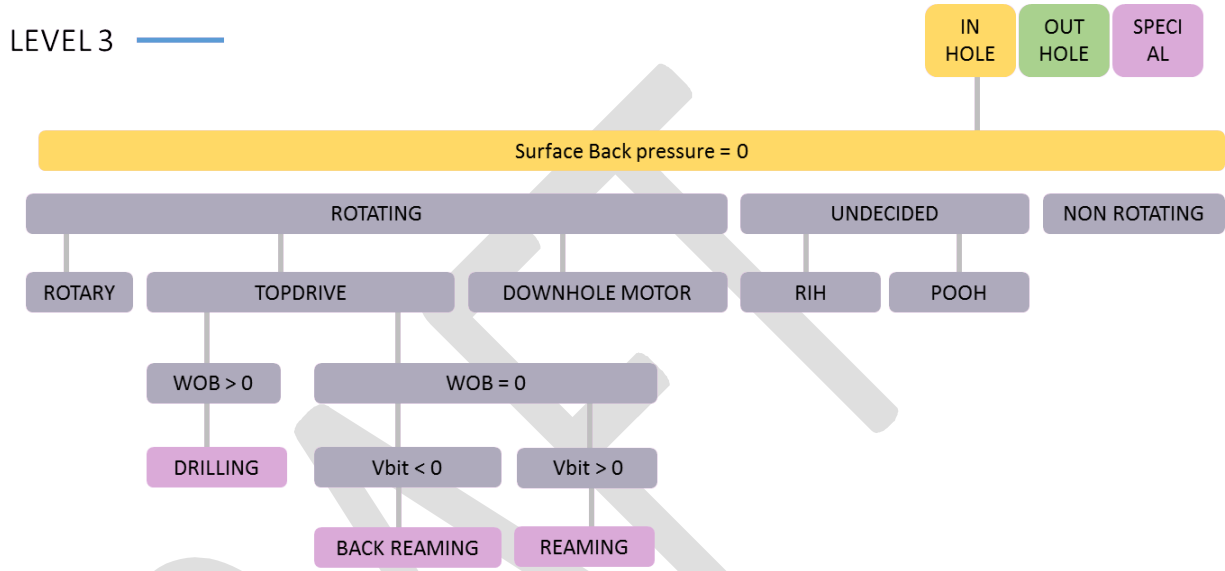 LEVEL 3
IN
HOLE
OUT
HOLE
SPECI
AL
Surface Back pressure = 0
ROTATING
UNDECIDED
NON ROTATING
ROTARY
TOPDRIVE
DOWNHOLE MOTOR
RIH
POOH
WOB > 0
WOB = 0
DRILLING
Vbit < 0
Vbit > 0
BACK REAMING
REAMING